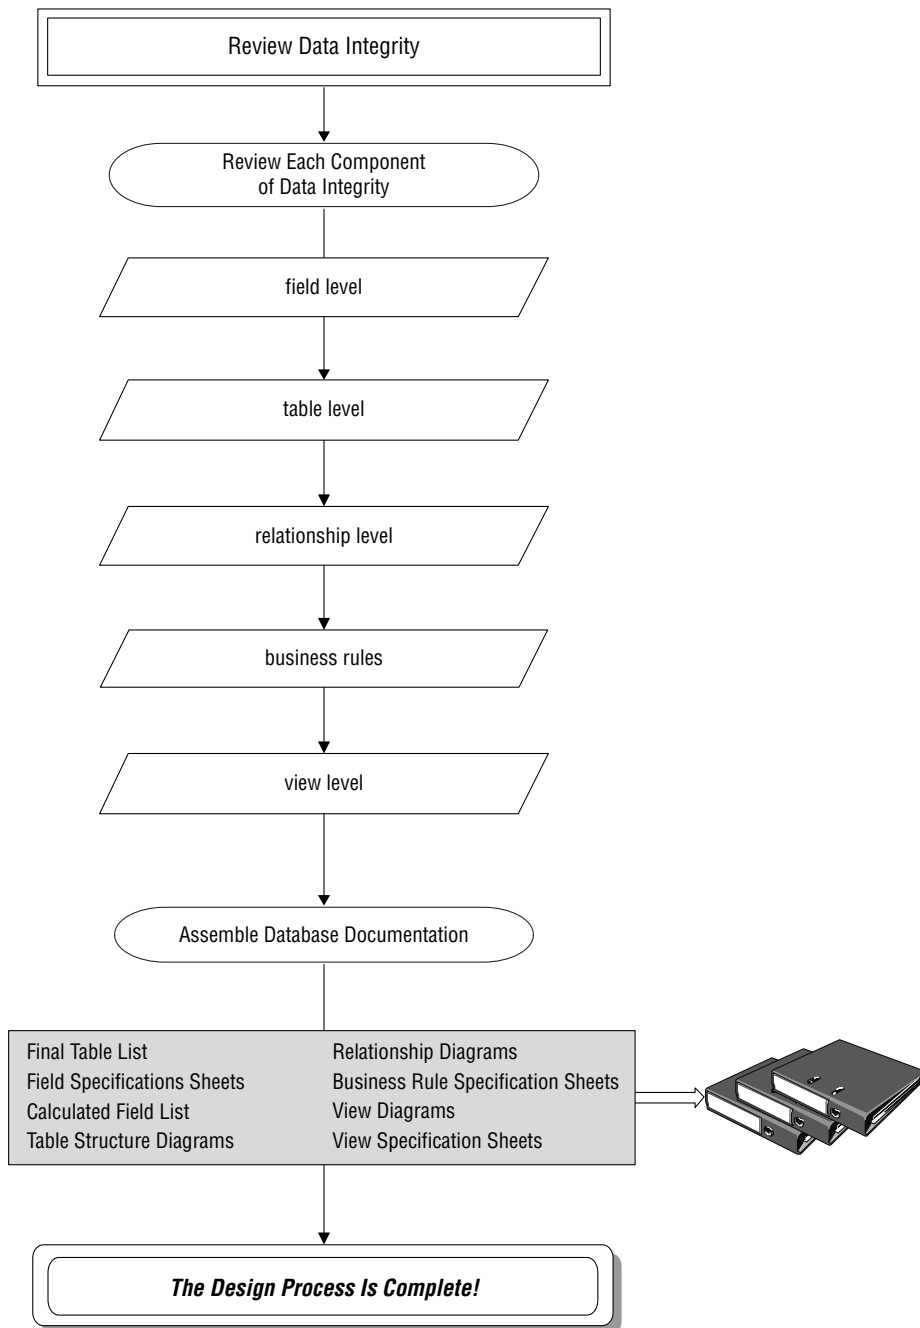 Review Data Integrity
Review Each Component
of Data Integrity
field level
table level
relationship level
business rules
view level
Assemble Database Documentation
Final Table List
Field Specifications Sheets
Calculated Field List
Table Structure Diagrams
Relationship Diagrams
Business Rule Specification Sheets
View Diagrams
View Specification Sheets
The Design Process Is Complete!